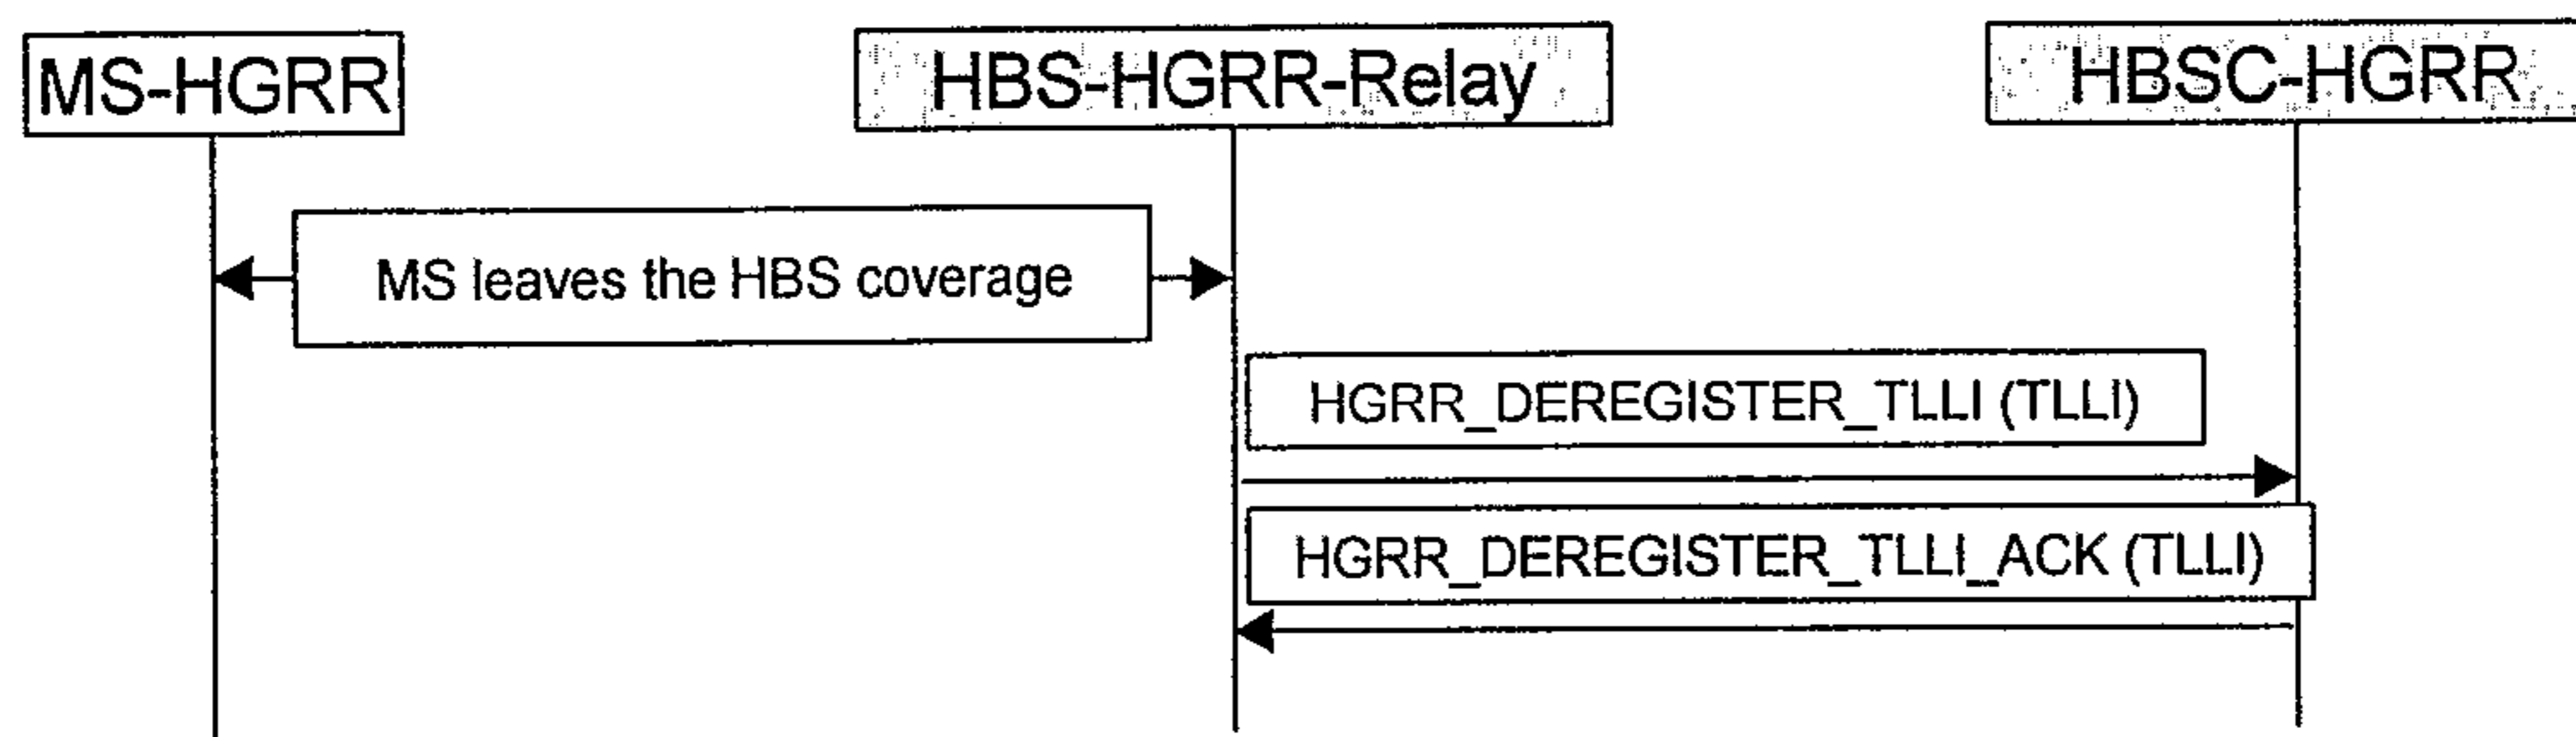 MS-HGRR
HBS-HGRR-Relay
HBSC-HGRR
MS leaves the HBS coverage
HGRR_DEREGISTER_TLLI (TLLI)
HGRR_DEREGISTER_TLLI_ACK (TLLI)